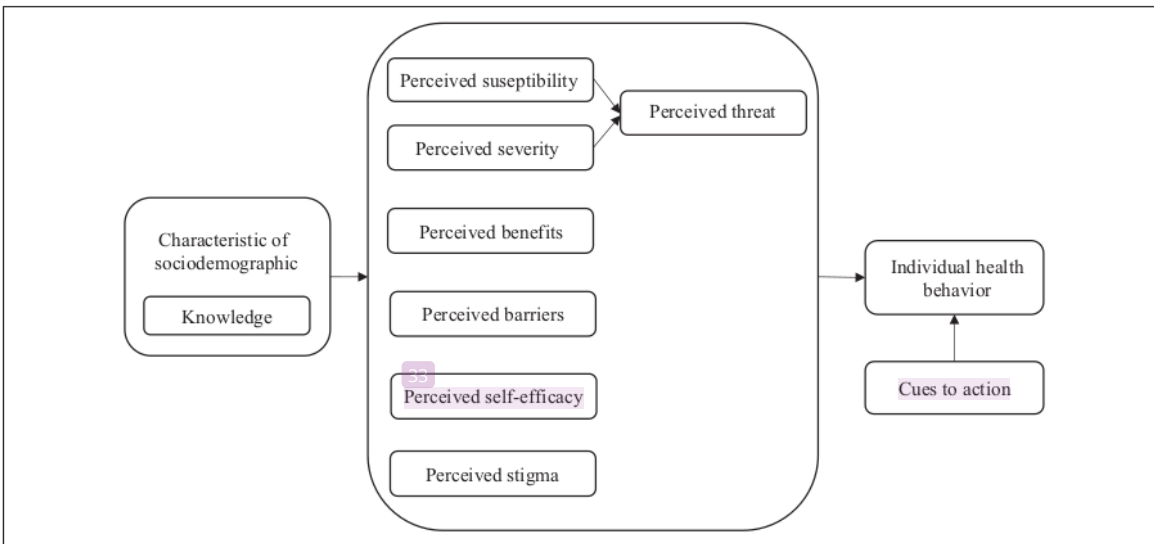 Perceived suseptibility
Perceived threat
Perceived severity
Characteristic of
sociodemographic
Knowledge
Perceived benefits
Perceived barriers
33
Perceived self-efficacy
Perceived stigma
Individual health
behavior
Cues to action